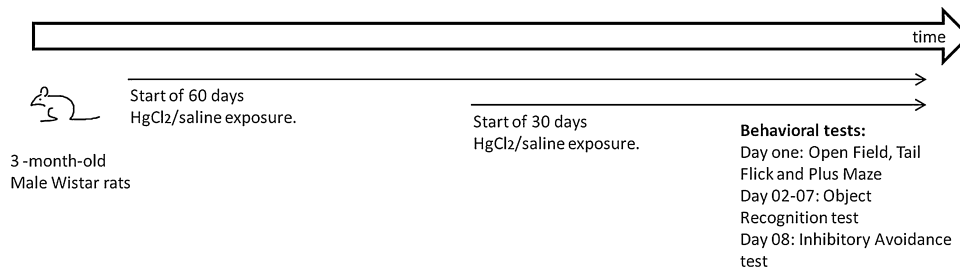 time
Start of 60 days
HgCl2/saline exposure.
Start of 30 days
HgCl2/saline exposure.
3 -month-old
Male Wistar rats
Behavioral tests:
Day one: Open Field, Tail
Flick and Plus Maze
Day 02-07: Object
Recognition test
Day 08: Inhibitory Avoidance
test